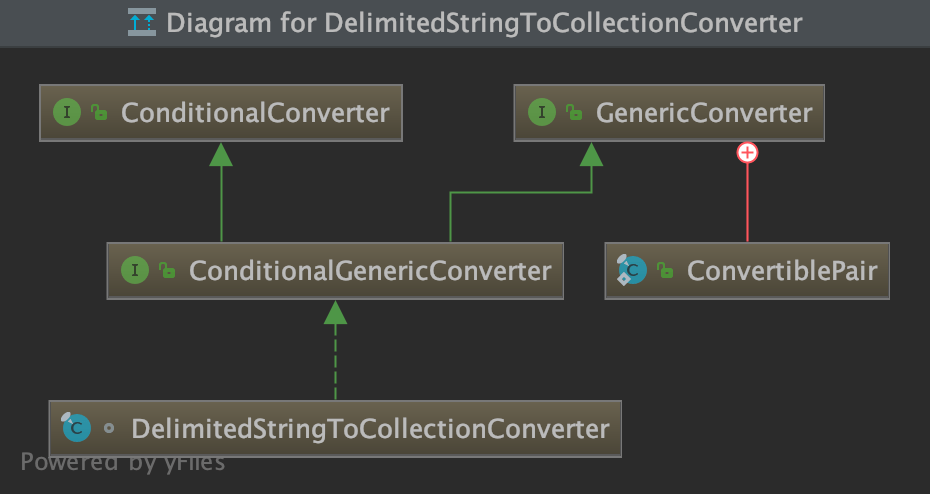 Diagram for DelimitedStringToCollectionConverter
I ConditionalConverter
I GenericConverter
I ConditionalGenericConverter
C ConvertiblePair
C DelimitedStringToCollectionConverter
Powered by yFiles